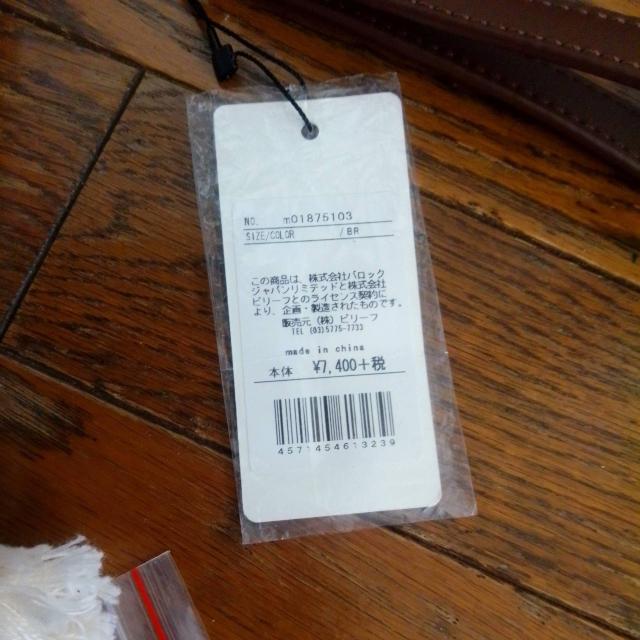 NO. m01875103
SIZE/COLOR /BR
この商品は、株式会社バロック
ジャパンリミテッドと株式会社
ビリーフとのライセンス契約に
より、企画・製造されたものです。
販売元(株)ビリーフ
TEL (03)5775-7733
made in china
本体 ¥7,400+税
4571454613239